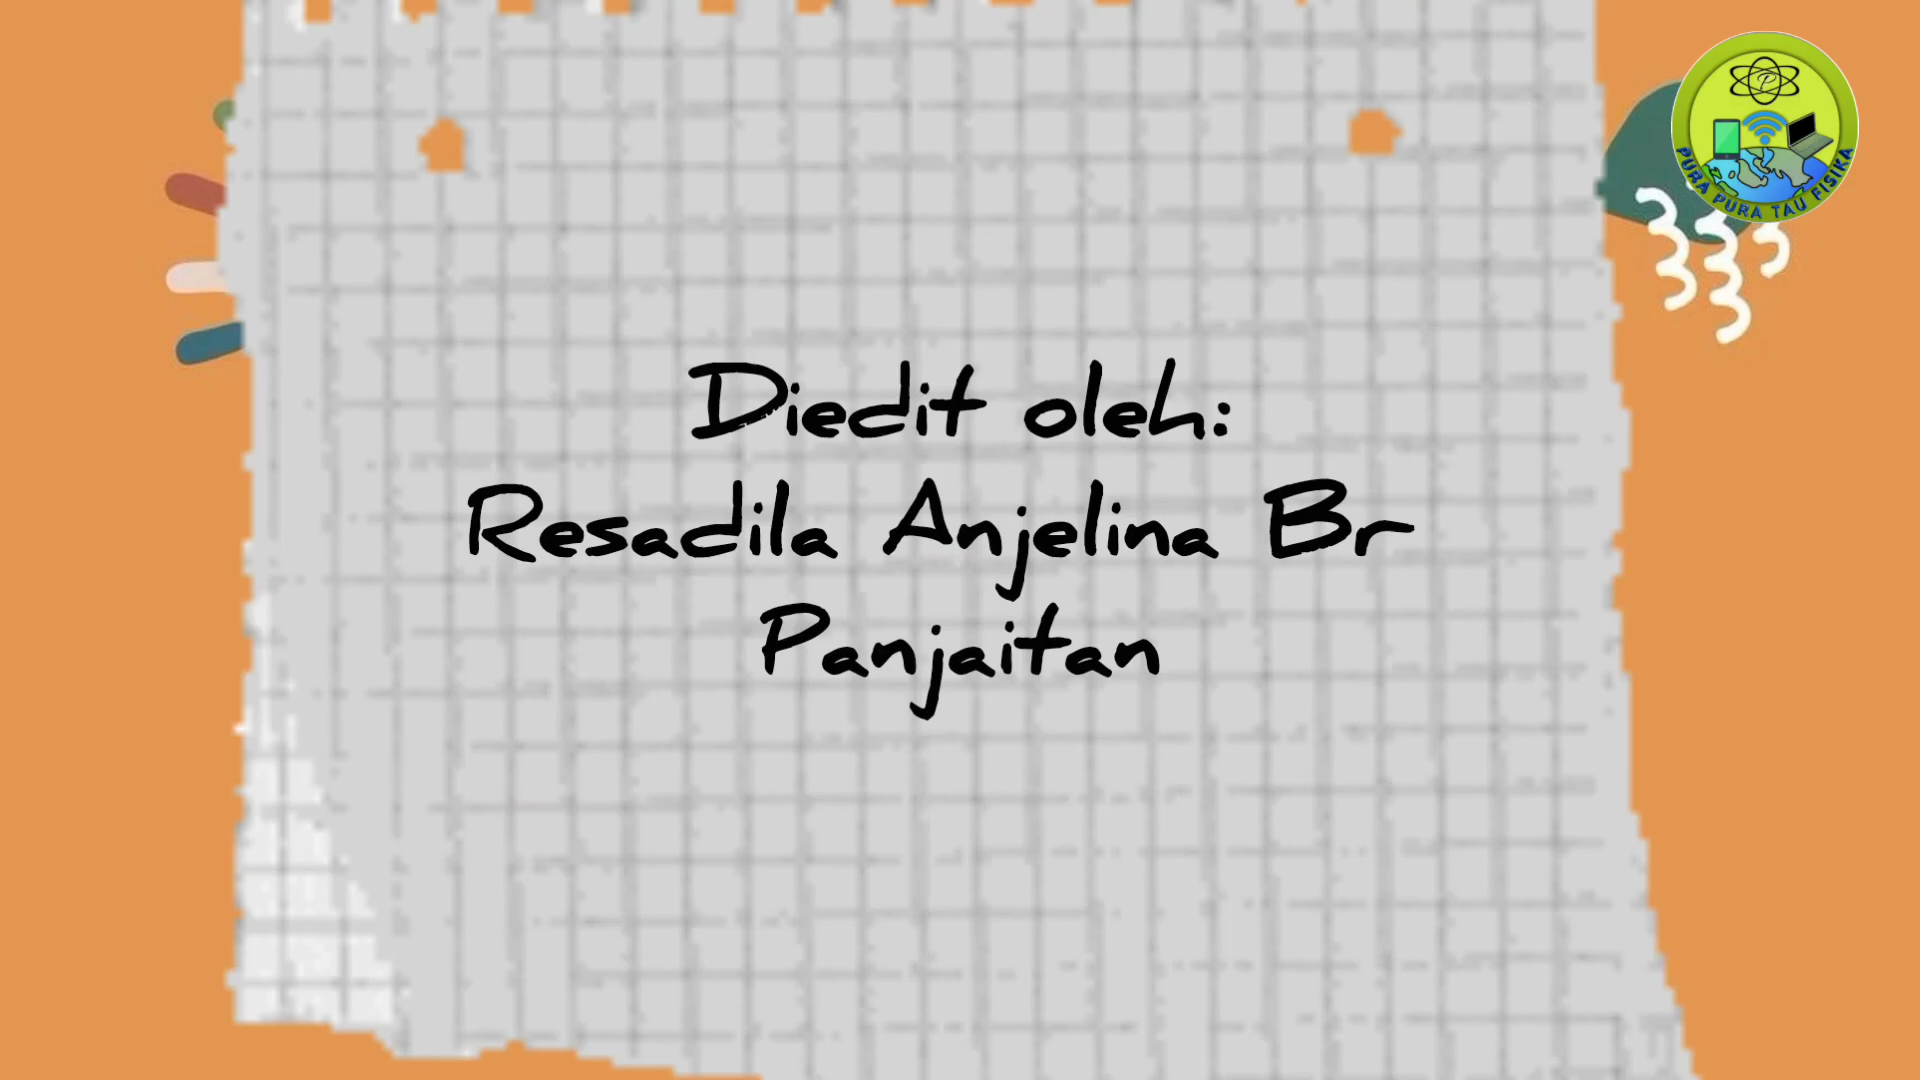 PURA PURA TAU FISIKA
Diedit oleh:
Resadila Anjelina Br
Panjaitan